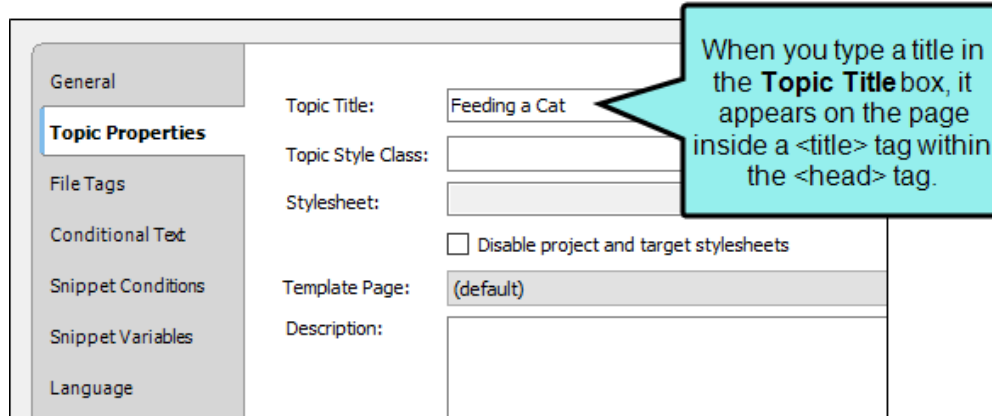 General
Topic Properties
File Tags
Conditional Text
Snippet Conditions
Snippet Variables
Language
Topic Title: Feeding a Cat
Topic Style Class:
Stylesheet:
Disable project and target stylesheets
Template Page: (default)
Description:
When you type a title in
the Topic Title box, it
appears on the page
inside a <title> tag within
the <head> tag.